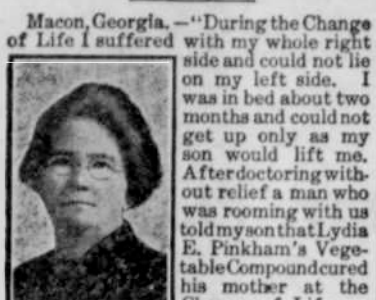 Macon, Georgia. — "During the Change
of Life I suffered with my whole right
side and could not lie
on my left side. I
was in bed about two
months and could not
get up only as my
son would lift me.
After doctoring with-
out relief a man who
was rooming with us
told my son that Lydia
E. Pinkham's Vege-
table Compound cured
his mother at the